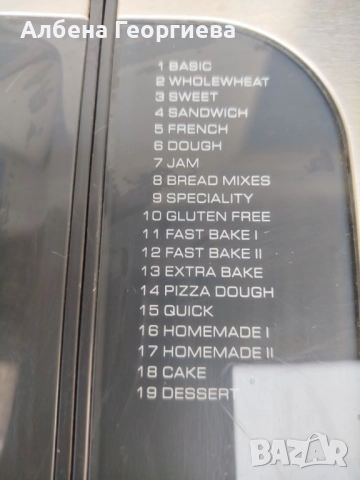 Албена Георгиева
1 BASIC
2 WHOLEWHEAT
3 SWEET
4 SANDWICH
5 FRENCH
6 DOUGH
7 JAM
8 BREAD MIXES
9 SPECIALITY
10 GLUTEN FREE
11 FAST BAKE I
12 FAST BAKE II
13 EXTRA BAKE
14 PIZZA DOUGH
15 QUICK
16 HOMEMADE I
17 HOMEMADE II
18 CAKE
19 DESSERT
BAZAR